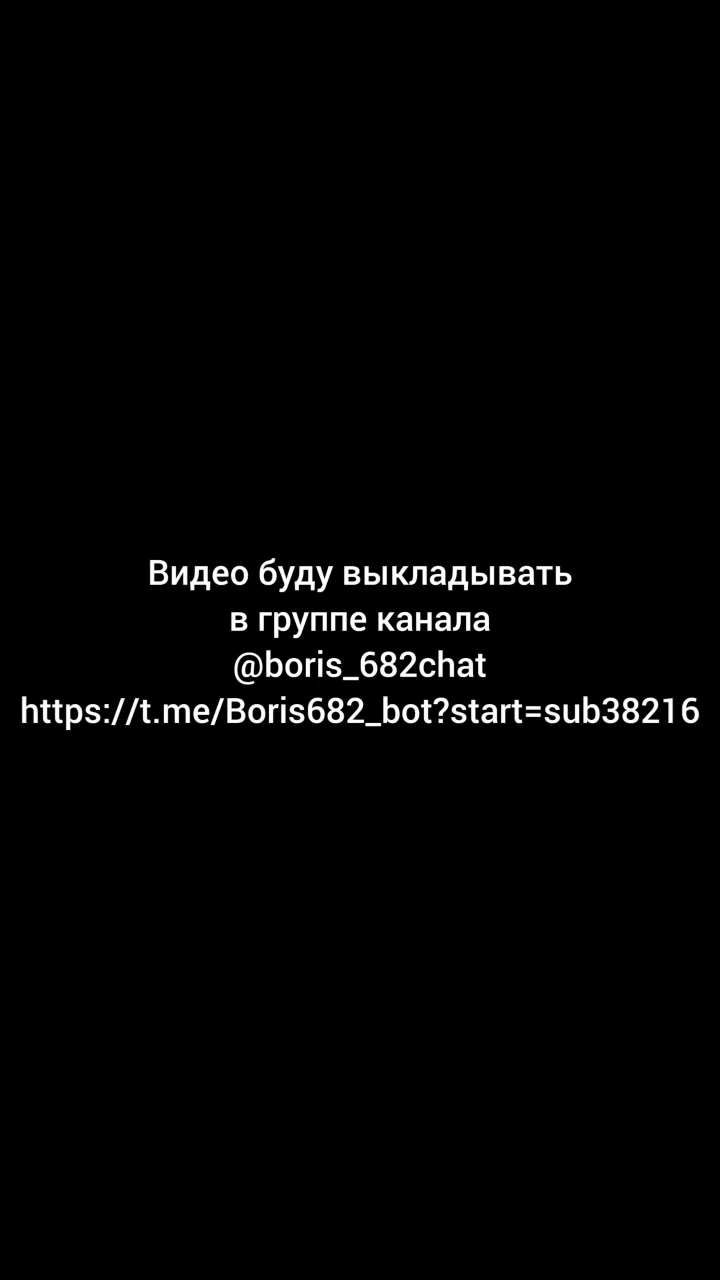 Видео буду выкладывать
в группе канала
@boris_682chat
https://t.me/Boris682_bot?start=sub38216